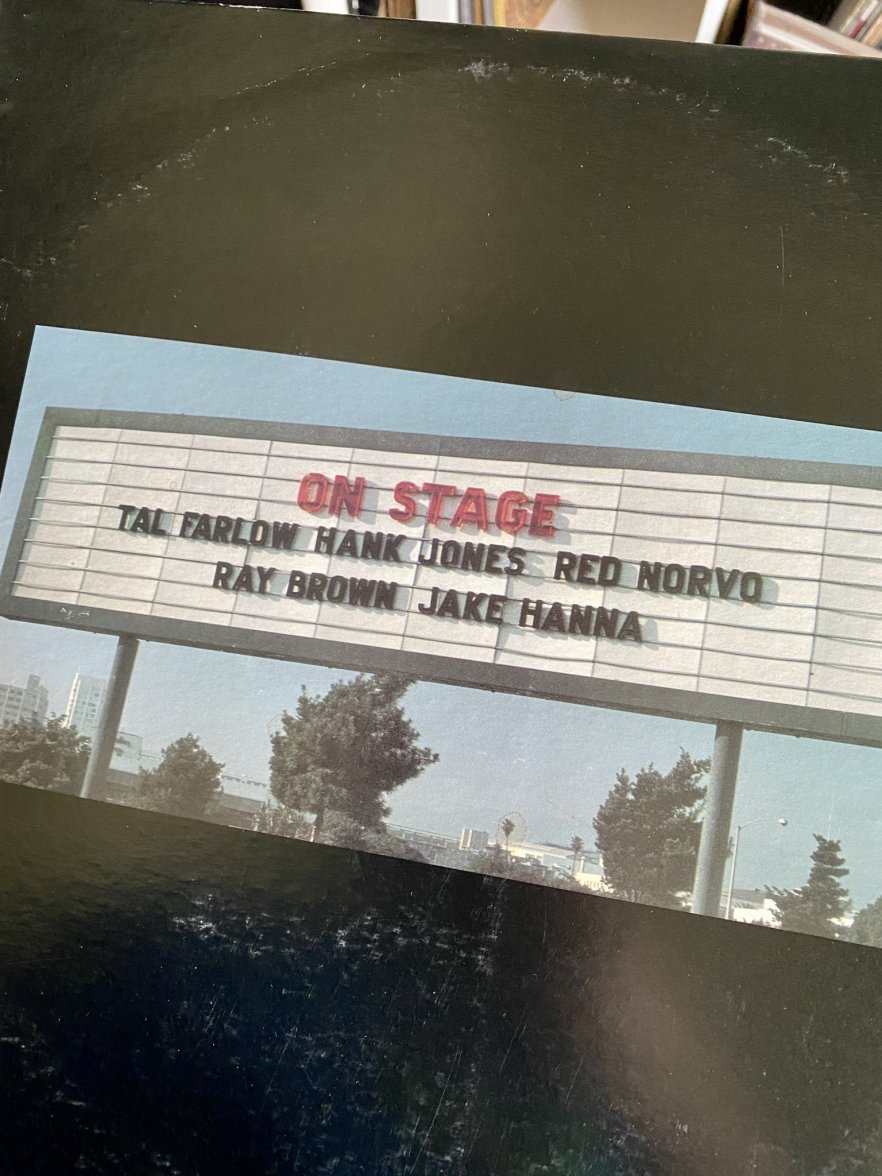 ON STAGE
TAL FARLOW HANK JONES RED NORVO
RAY BROWN JAKE HANNA